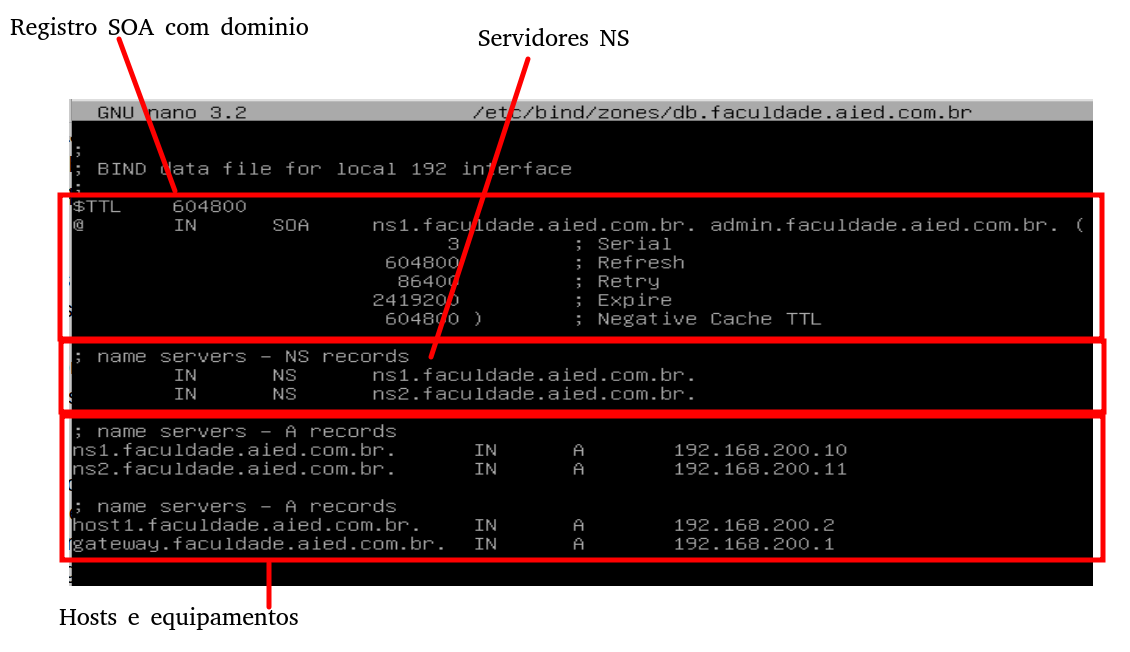 Registro SOA com dominio
Servidores NS
GNU nano 3.2 /etc/bind/zones/db.faculdade.aied.com.br
;
; BIND data file for local 192 interface
;
$TTL 604800
@ IN SOA ns1.faculdade.aied.com.br. admin.faculdade.aied.com.br. (
3 ; Serial
604800 ; Refresh
86400 ; Retry
2419200 ; Expire
604800 ) ; Negative Cache TTL
; name servers - NS records
IN NS ns1.faculdade.aied.com.br.
IN NS ns2.faculdade.aied.com.br.
; name servers - A records
ns1.faculdade.aied.com.br. IN A 192.168.200.10
ns2.faculdade.aied.com.br. IN A 192.168.200.11
; name servers - A records
host1.faculdade.aied.com.br. IN A 192.168.200.2
gateway.faculdade.aied.com.br. IN A 192.168.200.1
Hosts e equipamentos